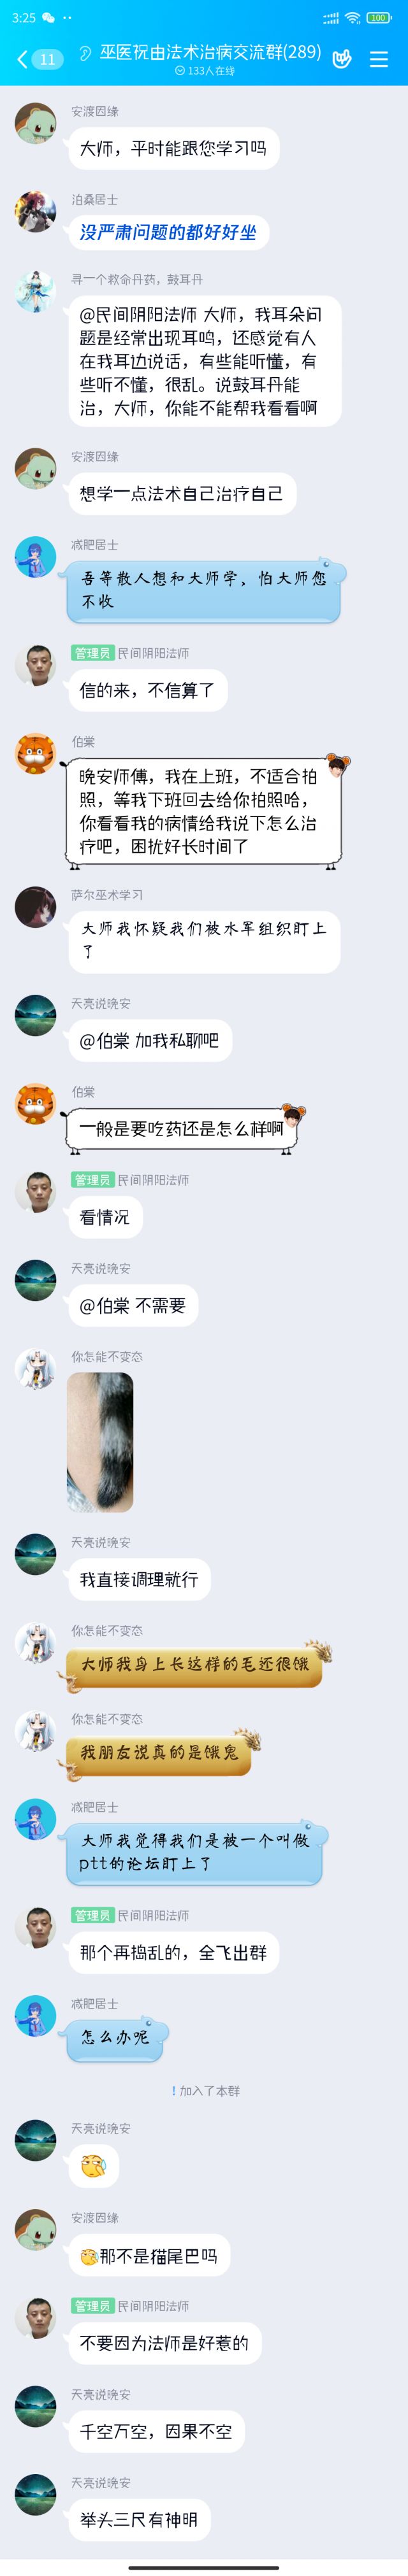 3:25
100
11
巫医祝由法术治病交流群(289)
133人在线
安渡因缘
大师，平时能跟您学习吗
泊桑居士
没严肃问题的都好好坐
寻一个救命丹药，鼓耳丹
@民间阴阳法师 大师，我耳朵问
题是经常出现耳鸣，还感觉有人
在我耳边说话，有些能听懂，有
些听不懂，很乱。说鼓耳丹能
治，大师，你能不能帮我看看啊
安渡因缘
想学一点法术自己治疗自己
减肥居士
吾等散人想和大师学，怕大师您
不收
管理员 民间阴阳法师
信的来，不信算了
伯棠
晚安师傅，我在上班，不适合拍
照，等我下班回去给你拍照哈，
你看看我的病情给我说下怎么治
疗吧，困扰好长时间了
萨尔巫术学习
大师我怀疑我们被水军组织盯上
了
天亮说晚安
@伯棠 加我私聊吧
伯棠
一般是要吃药还是怎么样啊
管理员 民间阴阳法师
看情况
天亮说晚安
@伯棠 不需要
你怎能不变态
天亮说晚安
我直接调理就行
你怎能不变态
大师我身上长这样的毛还很饿
你怎能不变态
我朋友说真的是饿鬼
减肥居士
大师我觉得我们是被一个叫做
ptt的论坛盯上了
管理员 民间阴阳法师
那个再捣乱的，全飞出群
减肥居士
怎么办呢
！加入了本群
天亮说晚安
安渡因缘
那不是猫尾巴吗
管理员 民间阴阳法师
不要因为法师是好惹的
天亮说晚安
千空万空，因果不空
天亮说晚安
举头三尺有神明